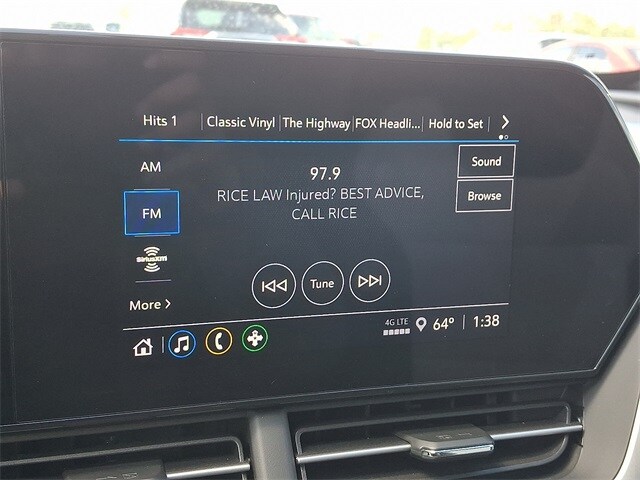 Hits 1 Classic Vinyl The Highway FOX Headli... Hold to Set >
AM
97.9
Sound
RICE LAW Injured? BEST ADVICE,
CALL RICE
Browse
FM
SiriusXM
Tune
More >
4G LTE 64° 1:38